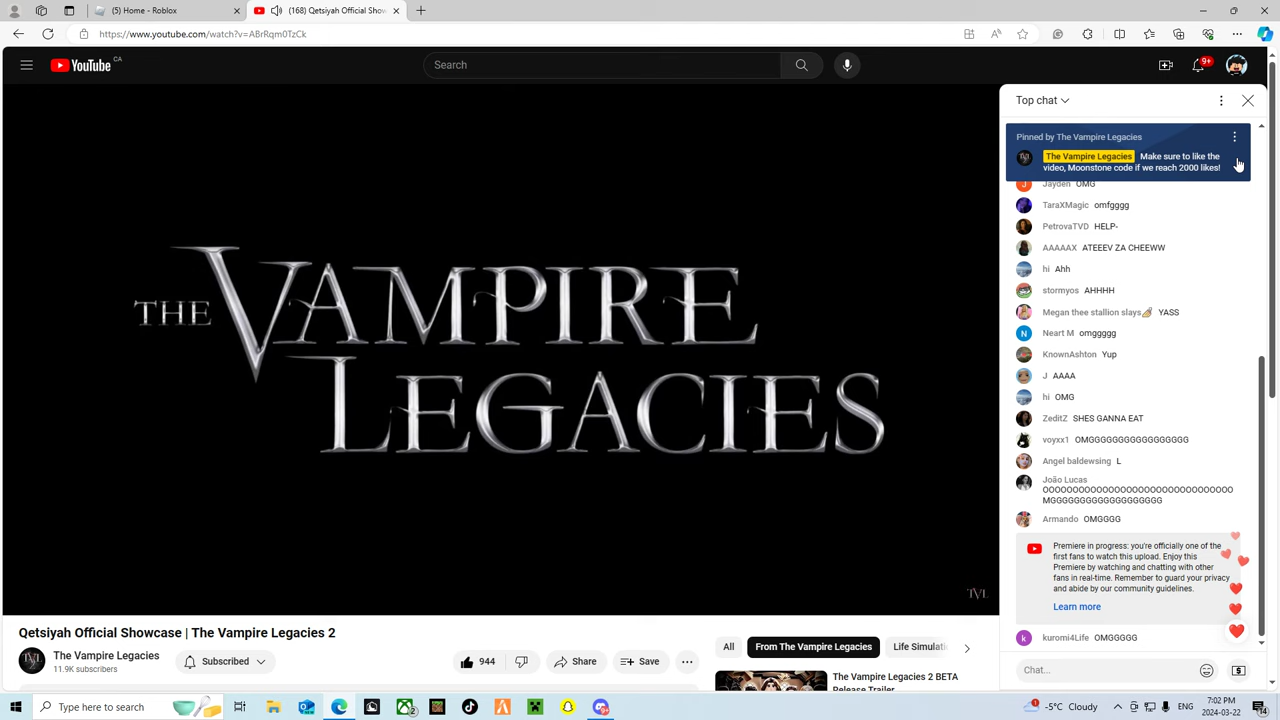 (5) Home - Roblox
(168) Qetsiyah Official Show
https://www.youtube.com/watch?v=ABrRqm0TzCk
YouTube CA
Search
9+
THE VAMPIRE
LEGACIES
TVL
Top chat
Pinned by The Vampire Legacies
The Vampire Legacies Make sure to like the
video, Moonstone code if we reach 2000 likes!
Jayden OMG
TaraXMagic omfgggg
PetrovaTVD HELP-
AAAAAX ATEEEV ZA CHEEWW
hi Ahh
stormyos AHHHH
Megan thee stallion slays💅 YASS
Neart M omggggg
KnownAshton Yup
J AAAA
hi OMG
ZeditZ SHES GANNA EAT
voyxx1 OMGGGGGGGGGGGGGGGGGG
Angel baldewsing L
João Lucas
OOOOOOOOOOOOOOOOOOOOOOOOOOOOOOOO
MGGGGGGGGGGGGGGGGGGG
Armando OMGGGG
Premiere in progress: you're officially one of the
first fans to watch this upload. Enjoy this
Premiere by watching and chatting with other
fans in real-time. Remember to guard your privacy
and abide by our community guidelines.
Learn more
kuromi4Life OMGGGGG
Chat...
Qetsiyah Official Showcase | The Vampire Legacies 2
The Vampire Legacies
11.9K subscribers
Subscribed
944
Share
Save
All
From The Vampire Legacies
Life Simulati
The Vampire Legacies 2 BETA
Release Trailer
Type here to search
-5°C Cloudy
ENG
7:02 PM
2024-03-22
14